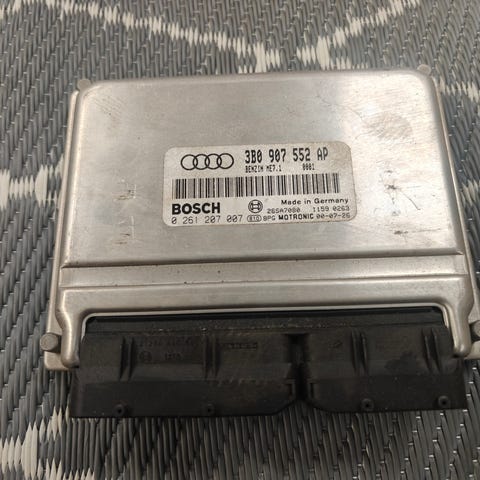 3B0 907 552 AP
BENZIN ME7.1 0001
BOSCH Made in Germany
26SA7080 1159 0263
0 261 207 007 BPG MOTRONIC 00-07-26